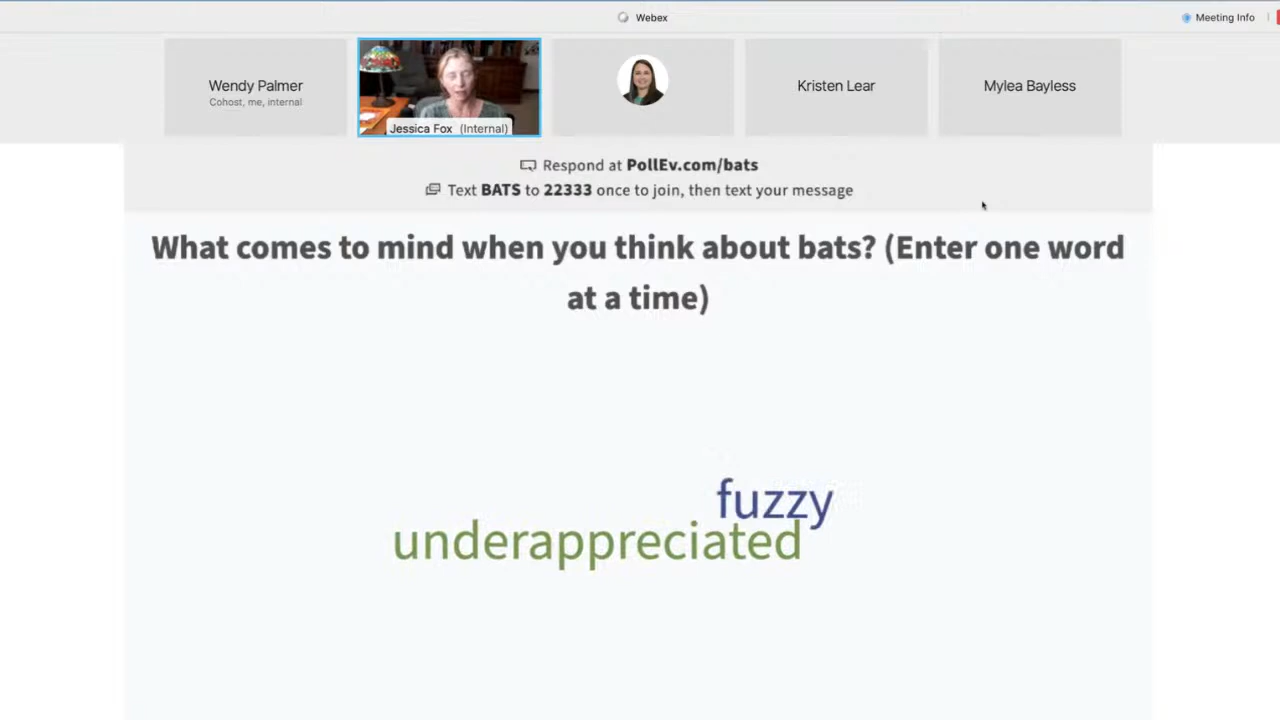 Webex
Meeting Info
Wendy Palmer
Cohost, me, internal
Jessica Fox (Internal)
Kristen Lear
Mylea Bayless
Respond at PollEv.com/bats
Text BATS to 22333 once to join, then text your message
What comes to mind when you think about bats? (Enter one word
at a time)
fuzzy
underappreciated